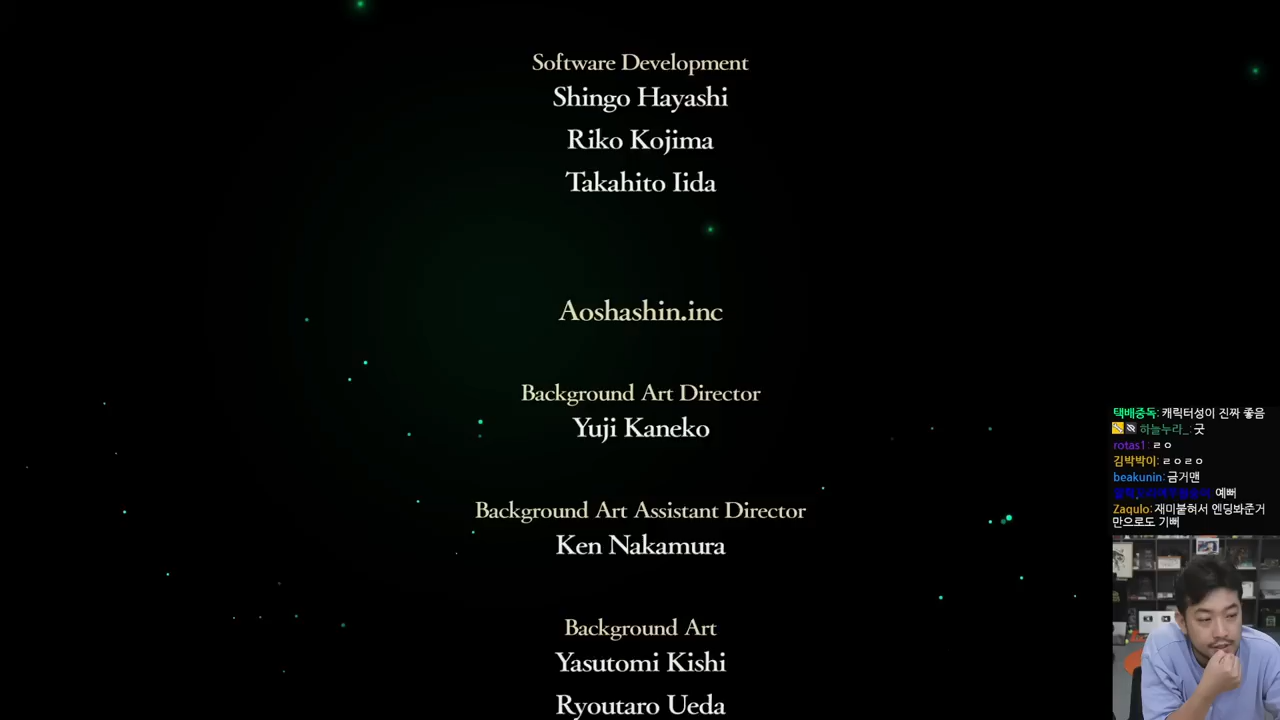 Software Development
Shingo Hayashi
Riko Kojima
Takahito Iida
Aoshashin.inc
Background Art Director
Yuji Kaneko
Background Art Assistant Director
Ken Nakamura
Background Art
Yasutomi Kishi
Ryoutaro Ueda
택배중독: 캐릭터성이 진짜 좋음
하늘누라_: 굿
rotas1: ㄹㅇ
김박박이: ㄹㅇㄹㅇ
beakunin: 금거맨
예뻐
Zaqulo: 재미붙혀서 엔딩봐준거
만으로도 기뻐